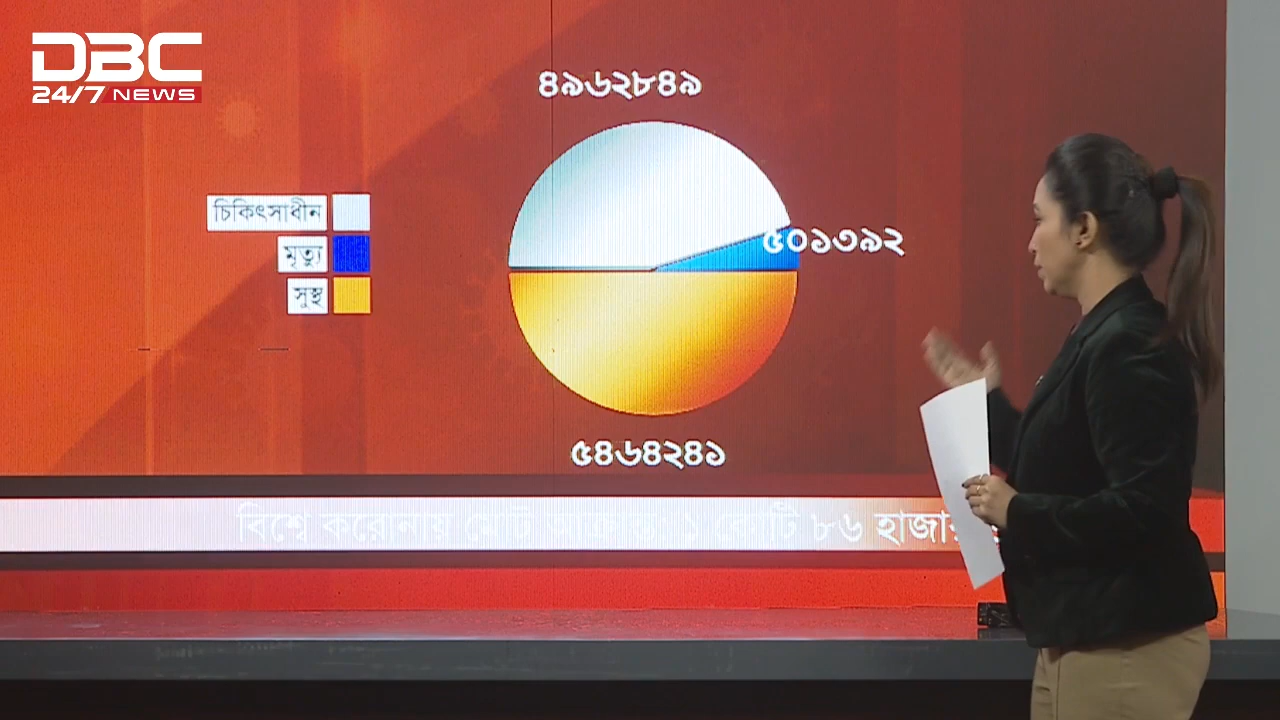 DBC
24/7 NEWS
৪৯৬২৮৪৯
চিকিৎসাধীন
৫০১৩৯২
মৃত্যু
সুস্থ
৫৪৬৪২৪১
বিশ্বে করোনায় মোট আক্রান্ত: ১ কোটি ৮৬ হাজার